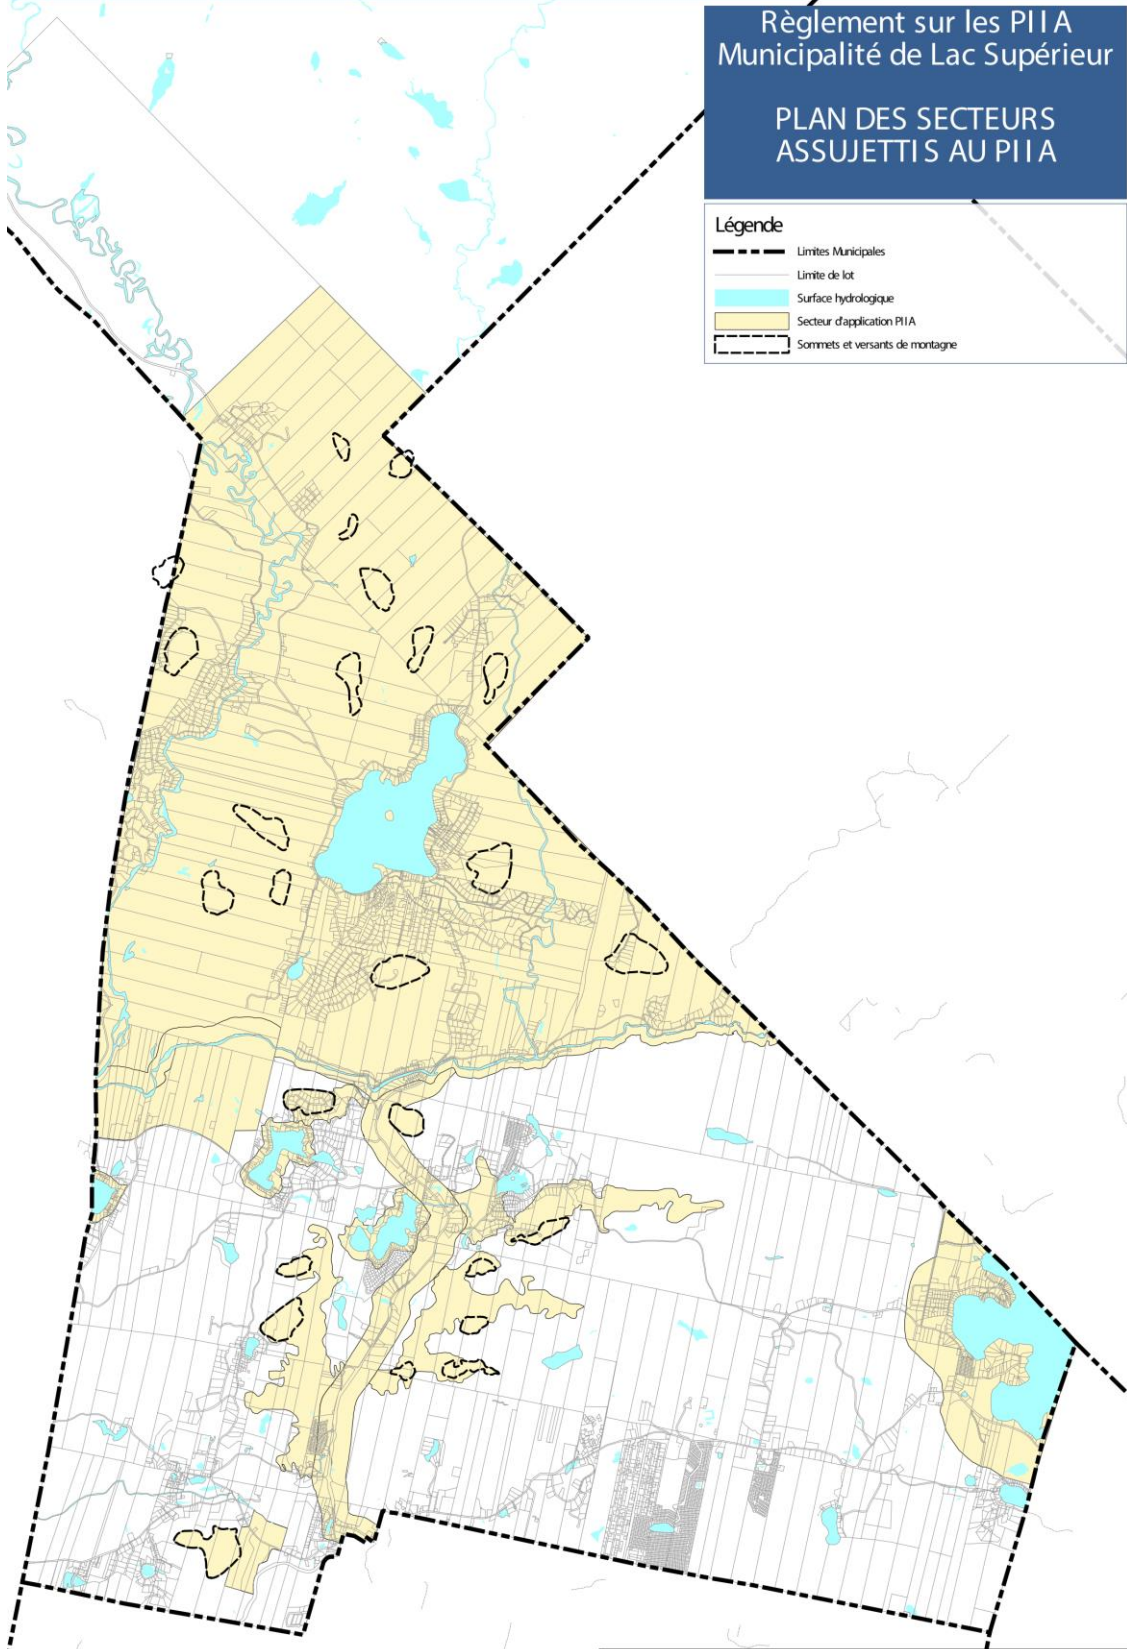 Règlement sur les PIIA
Municipalité de Lac Supérieur
PLAN DES SECTEURS
ASSUJETTIS AU PIIA
Légende
Limites Municipales
Limite de lot
Surface hydrologique
Secteur d'application PIIA
Sommets et versants de montagne